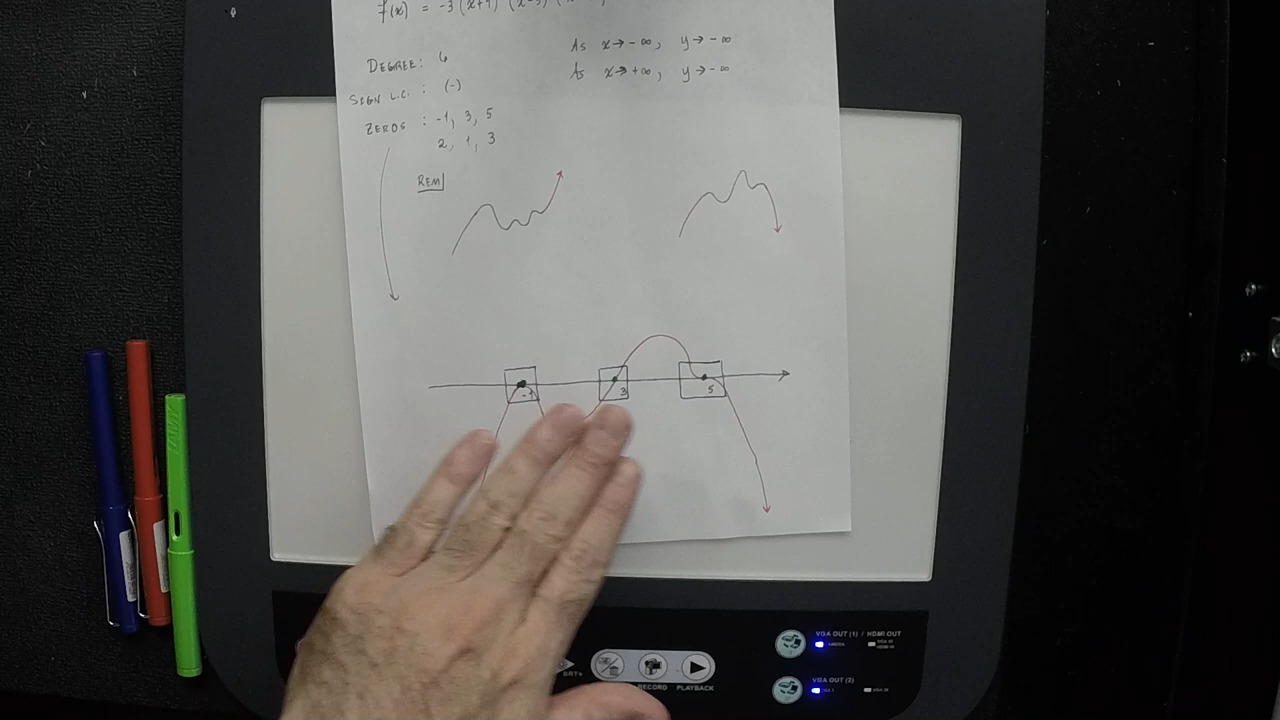 f(x) = -3(x+1) (x-3)
DEGREE: 6
SIGN L.C. : (-)
ZEROS : -1, 3, 5
2, 1, 3
As x→-∞, y→-∞
As x→+∞, y→-∞
REM
-1
3
5
BRT+
RECORD
PLAYBACK
VGA OUT (1) / HDMI OUT
VGA OUT (2)